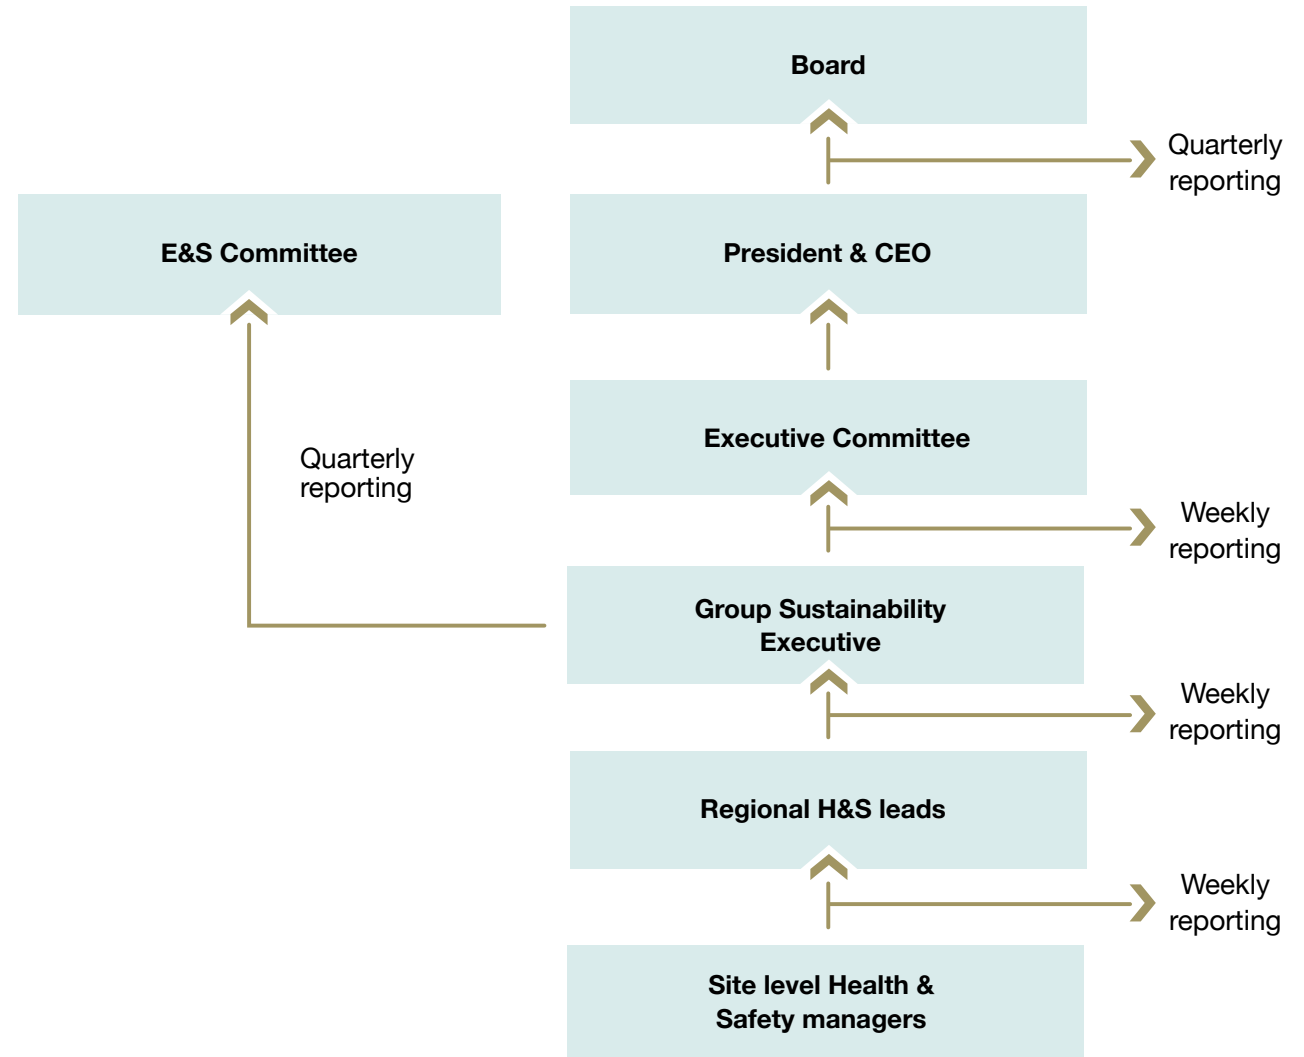 Board
Quarterly
reporting
E&S Committee
President & CEO
Executive Committee
Quarterly
reporting
Weekly
reporting
Group Sustainability
Executive
Weekly
reporting
Regional H&S leads
Weekly
reporting
Site level Health &
Safety managers